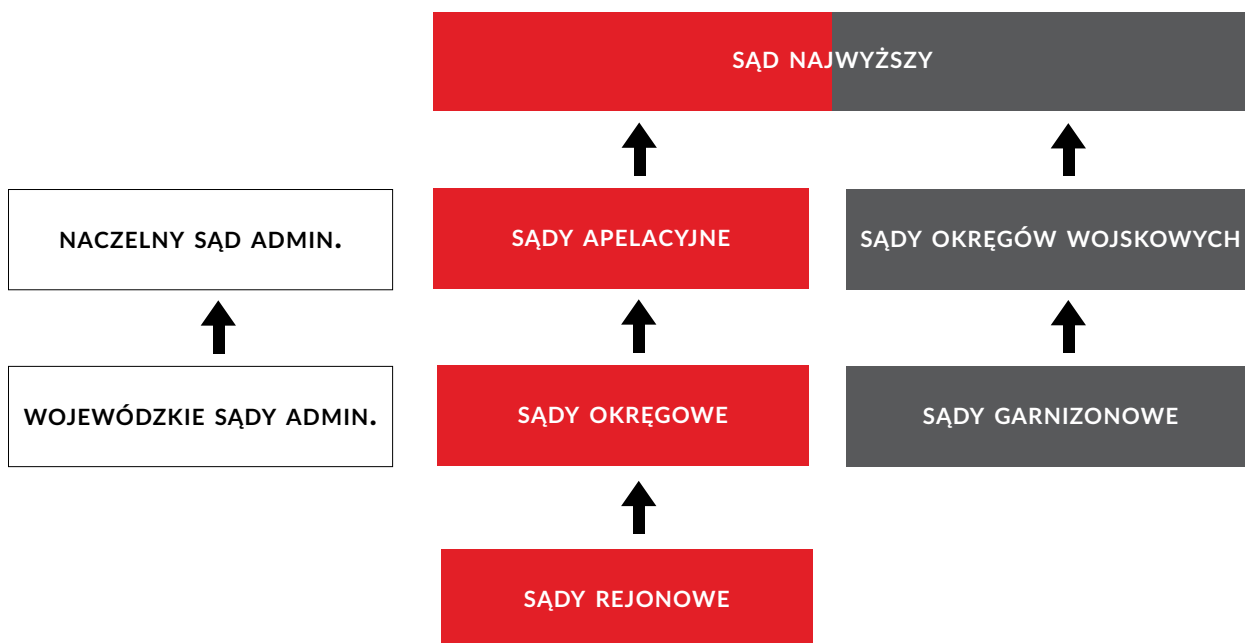 SĄD NAJWYŻSZY
NACZELNY SĄD ADMIN.
SĄDY APELACYJNE
SĄDY OKRĘGÓW WOJSKOWYCH
WOJEWÓDZKIE SĄDY ADMIN.
SĄDY OKRĘGOWE
SĄDY GARNIZONOWE
SĄDY REJONOWE